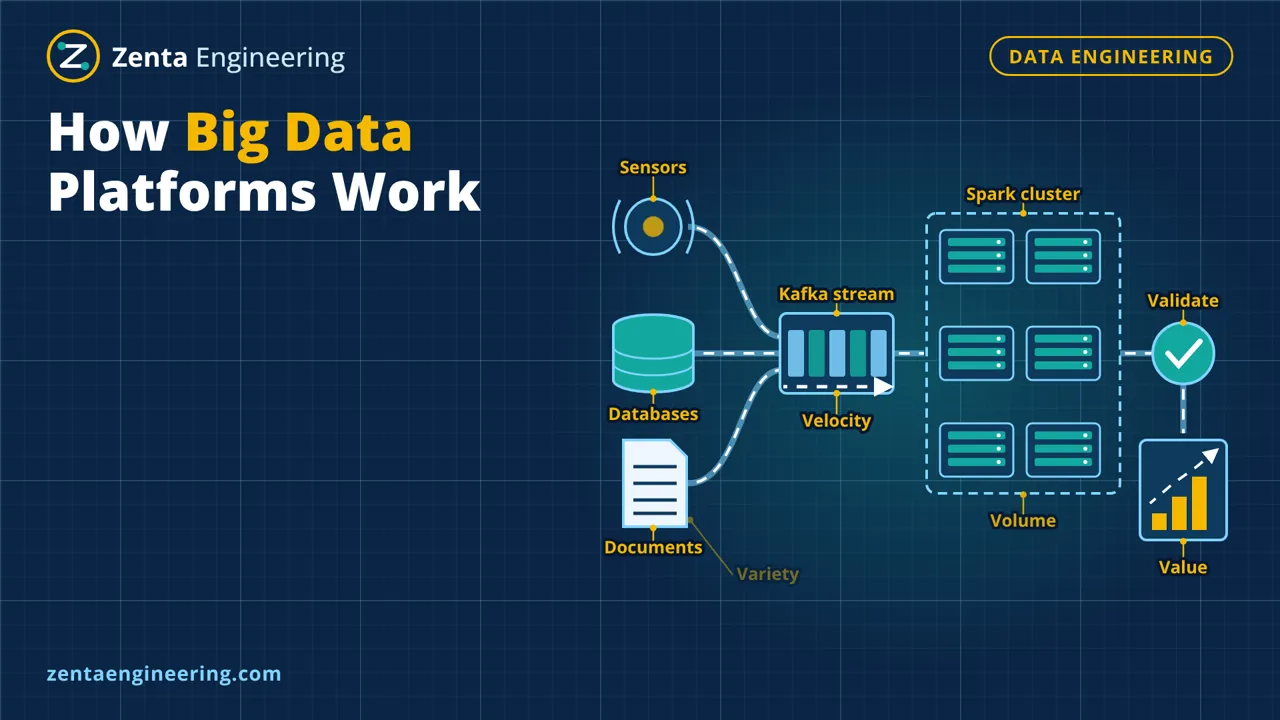 Zenta Engineering
DATA ENGINEERING
How Big Data
Platforms Work
Sensors
Spark cluster
Kafka stream
Validate
Databases
Velocity
Volume
Documents
Value
Variety
zentaengineering.com